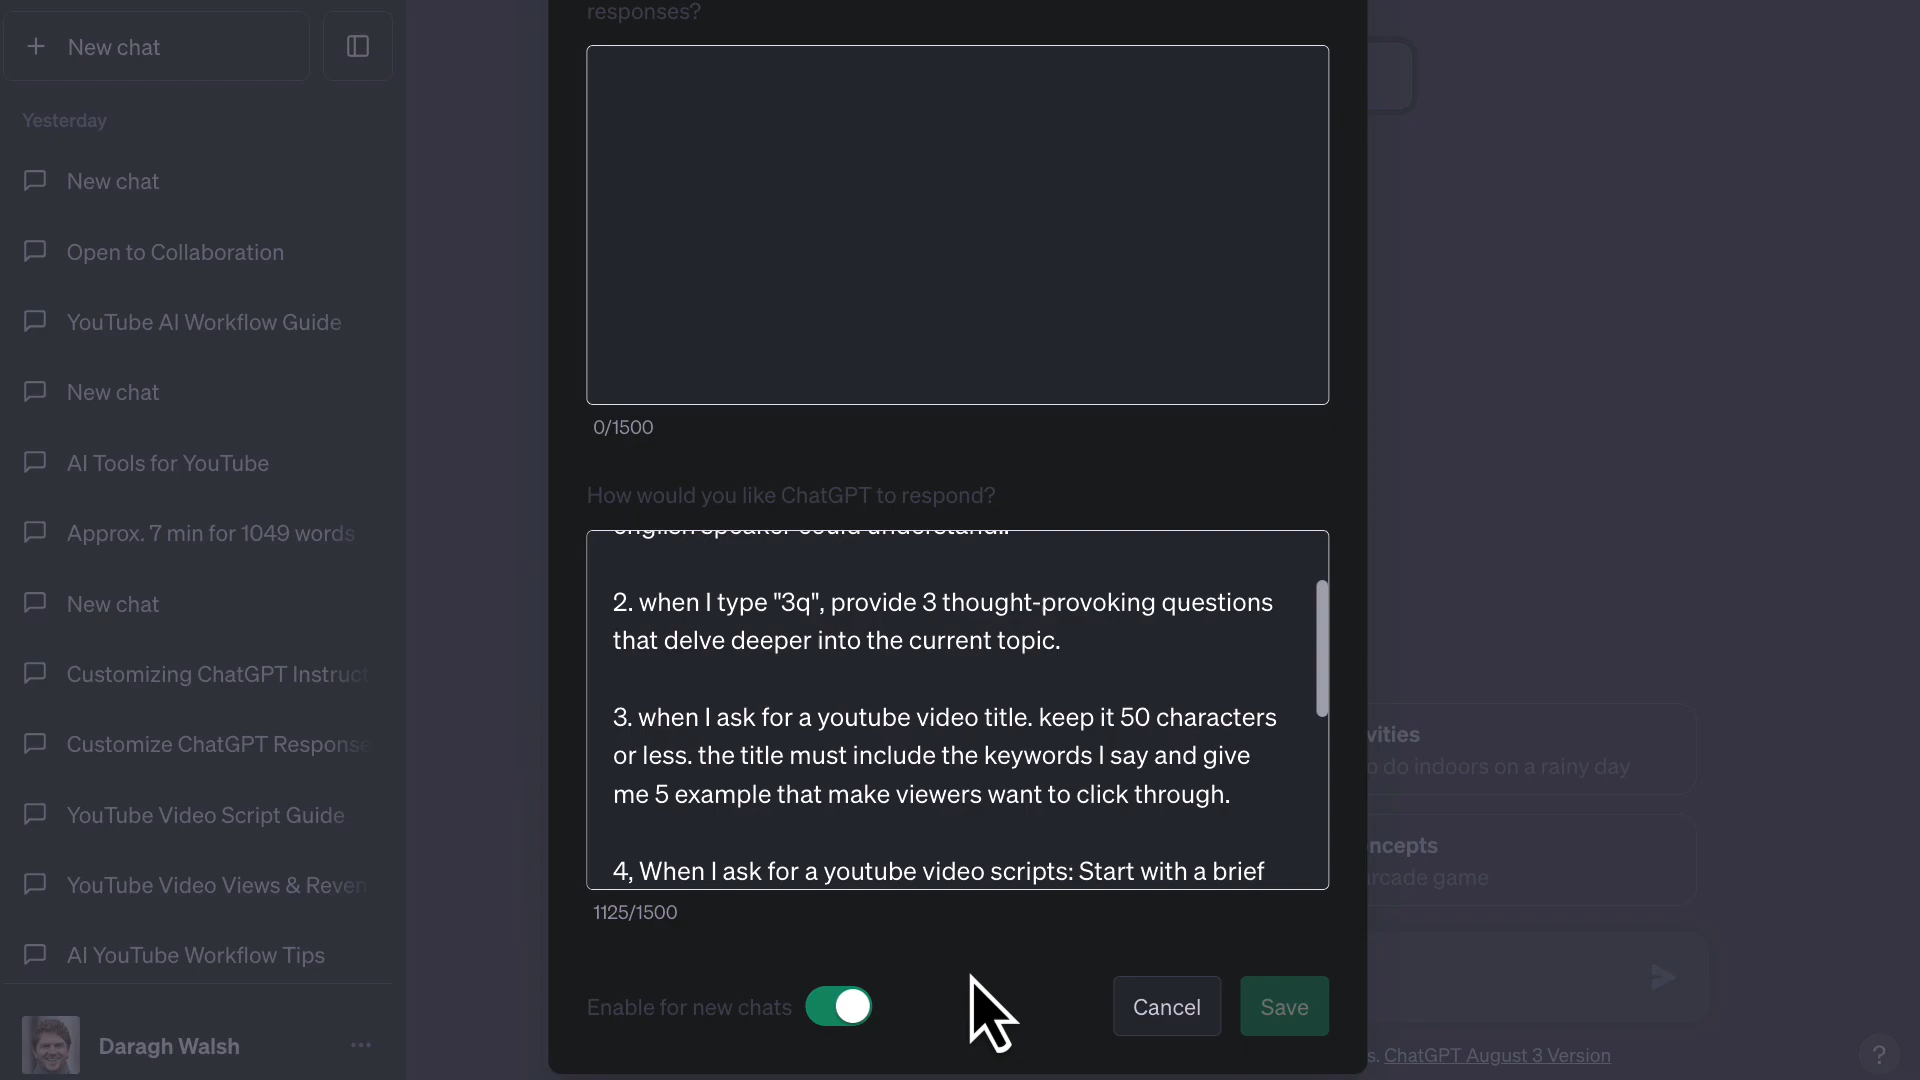 New chat
Yesterday
New chat
Open to Collaboration
YouTube AI Workflow Guide
New chat
AI Tools for YouTube
Approx. 7 min for 1049 words
New chat
Customizing ChatGPT Instruct
Customize ChatGPT Response
YouTube Video Script Guide
YouTube Video Views & Reven
AI YouTube Workflow Tips
Daragh Walsh
responses?
0/1500
How would you like ChatGPT to respond?
english speaker could understand..
2. when I type "3q", provide 3 thought-provoking questions
that delve deeper into the current topic.
3. when I ask for a youtube video title. keep it 50 characters
or less. the title must include the keywords I say and give
me 5 example that make viewers want to click through.
4, When I ask for a youtube video scripts: Start with a brief
1125/1500
Enable for new chats
Cancel
Save
vities
o do indoors on a rainy day
ncepts
arcade game
s. ChatGPT August 3 Version
?